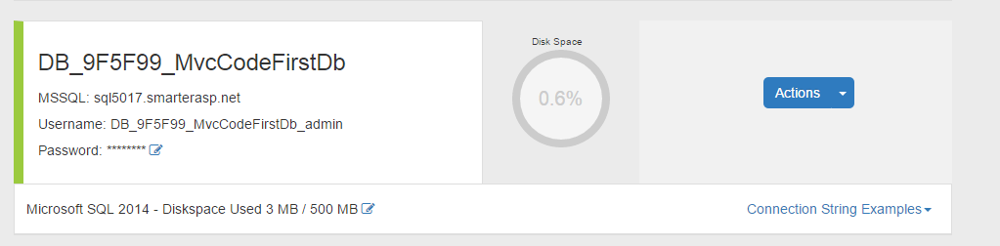 DB_9F5F99_MvcCodeFirstDb
MSSQL: sql5017.smarterasp.net
Username: DB_9F5F99_MvcCodeFirstDb_admin
Password: ********
Disk Space
0.6%
Actions
Microsoft SQL 2014 - Diskspace Used 3 MB / 500 MB
Connection String Examples